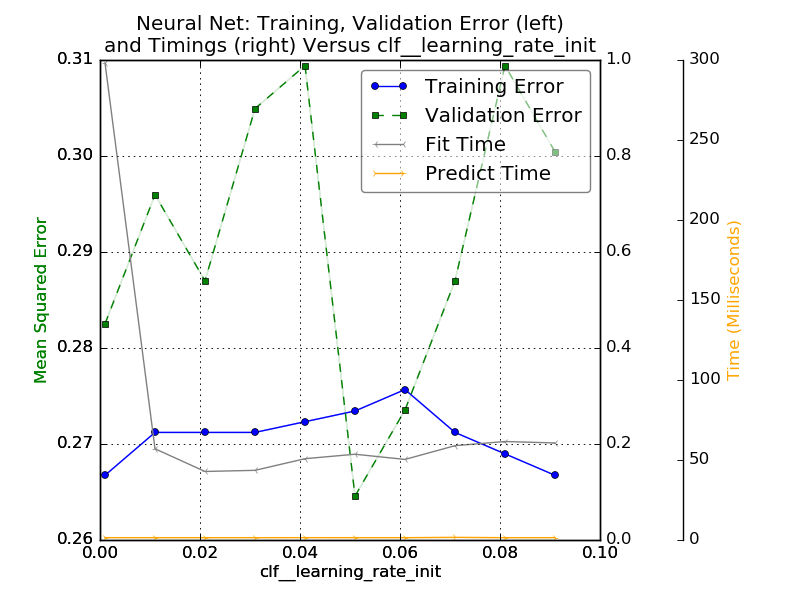 Neural Net: Training, Validation Error (left)
and Timings (right) Versus clf__learning_rate_init
Training Error
Validation Error
Fit Time
Predict Time
Mean Squared Error
0.31
0.30
0.29
0.28
0.27
0.26
0.00 0.02 0.04 0.06 0.08 0.10
clf__learning_rate_init
1.0
0.8
0.6
0.4
0.2
0.0
300
250
200
150
100
50
0
Time (Milliseconds)